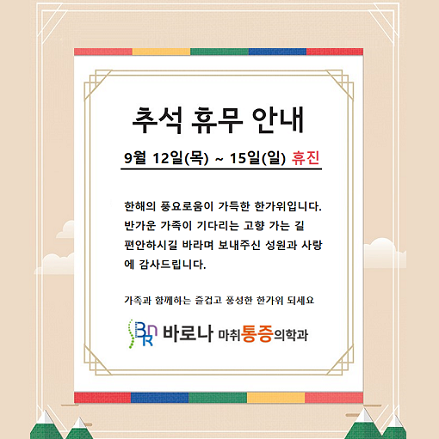 추석 휴무 안내
9월 12일(목) ~ 15일(일) 휴진
한해의 풍요로움이 가득한 한가위입니다.
반가운 가족이 기다리는 고향 가는 길
편안하시길 바라며 보내주신 성원과 사랑
에 감사드립니다.
가족과 함께하는 즐겁고 풍성한 한가위 되세요
BnR 바로나 마취통증의학과